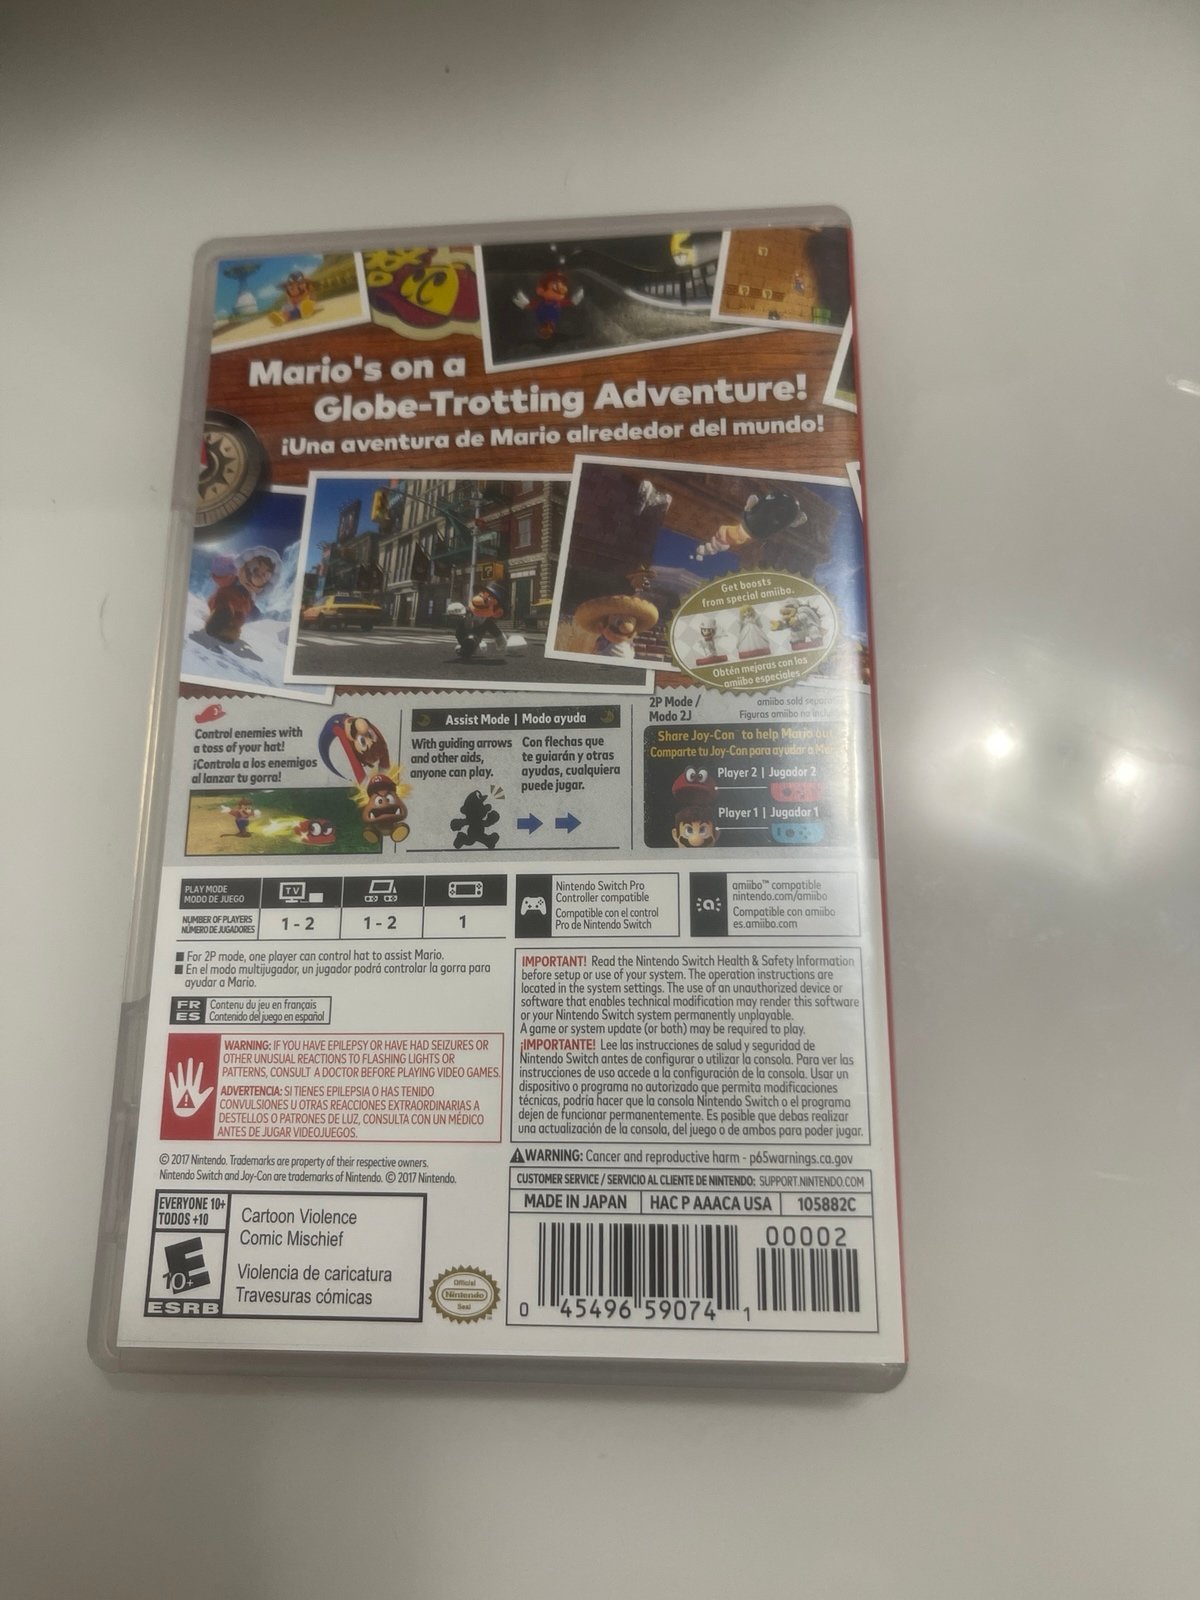 Mario's on a
Globe-Trotting Adventure!
¡Una aventura de Mario alrededor del mundo!
Get boosts
from special amiibo.
Obtén mejoras con los
amiibo especiales
Control enemies with
a toss of your hat!
¡Controla a los enemigos
al lanzar tu gorra!
Assist Mode | Modo ayuda
With guiding arrows
and other aids,
anyone can play.
Con flechas que
te guiarán y otras
ayudas, cualquiera
puede jugar.
2P Mode /
Modo 2J
amiibo sold
Figuras amiibo no
Share Joy-Con to help Mario out
Comparte tu Joy-Con para ayudar a
Player 2 | Jugador 2
Player 1 | Jugador 1
PLAY MODE
MODO DE JUEGO
TV
NUMBER OF PLAYERS
NÚMERO DE JUGADORES
1 - 2
1 - 2
1
Nintendo Switch Pro
Controller compatible
Compatible con el control
Pro de Nintendo Switch
amiibo™ compatible
nintendo.com/amiibo
Compatible con amiibo
es.amiibo.com
■ For 2P mode, one player can control hat to assist Mario.
■ En el modo multijugador, un jugador podrá controlar la gorra para
ayudar a Mario.
FR
ES
Contenu du jeu en français
Contenido del juego en español
WARNING: IF YOU HAVE EPILEPSY OR HAVE HAD SEIZURES OR
OTHER UNUSUAL REACTIONS TO FLASHING LIGHTS OR
PATTERNS, CONSULT A DOCTOR BEFORE PLAYING VIDEO GAMES.
ADVERTENCIA: SI TIENES EPILEPSIA O HAS TENIDO
CONVULSIONES U OTRAS REACCIONES EXTRAORDINARIAS A
DESTELLOS O PATRONES DE LUZ, CONSULTA CON UN MÉDICO
ANTES DE JUGAR VIDEOJUEGOS.
IMPORTANT! Read the Nintendo Switch Health & Safety Information
before setup or use of your system. The operation instructions are
located in the system settings. The use of an unauthorized device or
software that enables technical modification may render this software
or your Nintendo Switch system permanently unplayable.
A game or system update (or both) may be required to play.
¡IMPORTANTE! Lee las instrucciones de salud y seguridad de
Nintendo Switch antes de configurar o utilizar la consola. Para ver las
instrucciones de uso accede a la configuración de la consola. Usar un
dispositivo o programa no autorizado que permita modificaciones
técnicas, podría hacer que la consola Nintendo Switch o el programa
dejen de funcionar permanentemente. Es posible que debas realizar
una actualización de la consola, del juego o de ambos para poder jugar.
WARNING: Cancer and reproductive harm - p65warnings.ca.gov
© 2017 Nintendo. Trademarks are property of their respective owners.
Nintendo Switch and Joy-Con are trademarks of Nintendo. © 2017 Nintendo.
CUSTOMER SERVICE / SERVICIO AL CLIENTE DE NINTENDO: SUPPORT.NINTENDO.COM
MADE IN JAPAN
HAC P AAACA USA
105882C
EVERYONE 10+
TODOS +10
E
10+
ESRB
Cartoon Violence
Comic Mischief
Violencia de caricatura
Travesuras cómicas
Official
Nintendo
Seal
00002
0 45496 59074 1